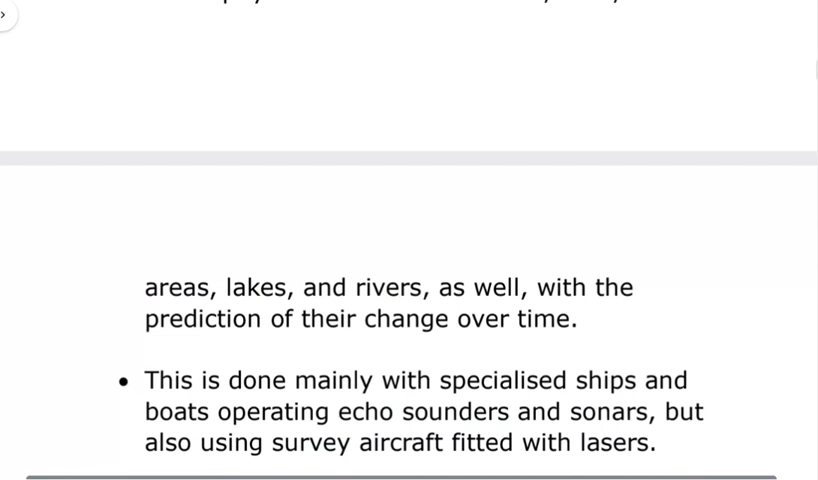 areas, lakes, and rivers, as well, with the
prediction of their change over time.
• This is done mainly with specialised ships and
boats operating echo sounders and sonars, but
also using survey aircraft fitted with lasers.